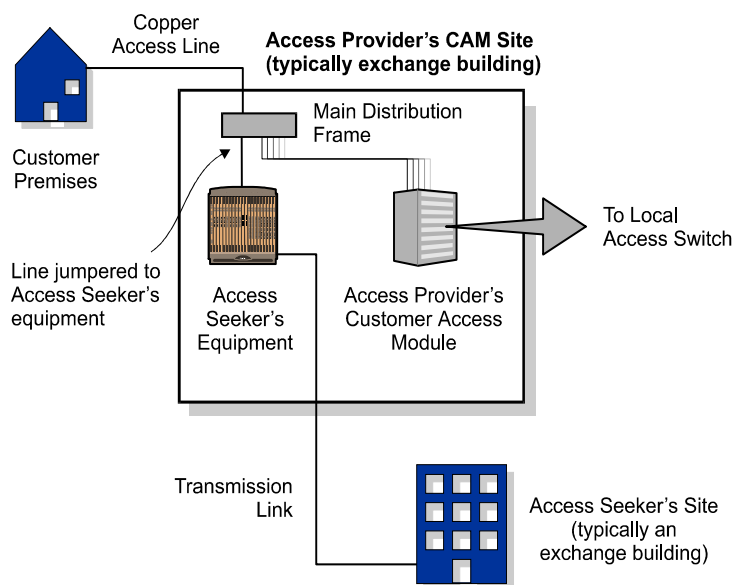 Copper
Access Line
Access Provider's CAM Site
(typically exchange building)
Main Distribution
Frame
Customer
Premises
To Local
Access Switch
Line jumpered to
Access Seeker's
equipment
Access
Seeker's
Equipment
Access Provider's
Customer Access
Module
Transmission
Link
Access Seeker's Site
(typically an
exchange building)